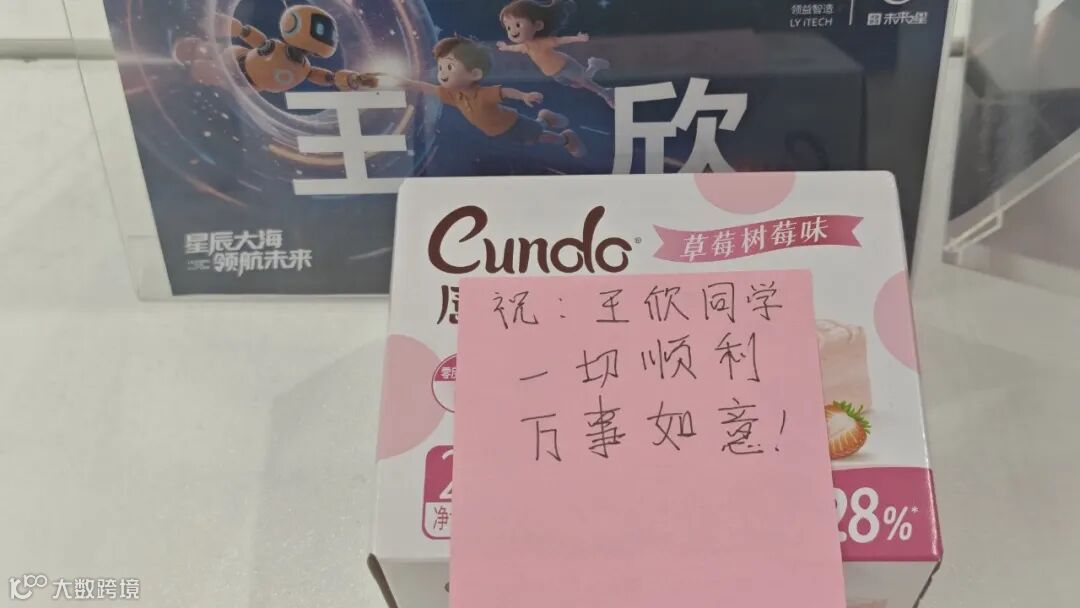 领益智造
LY iTECH
未来星
王 欣
星辰大海
领航未来
Cundo®
草莓树莓味
祝：王欣同学
一切顺利
万事如意！
净
28%*
大数跨境